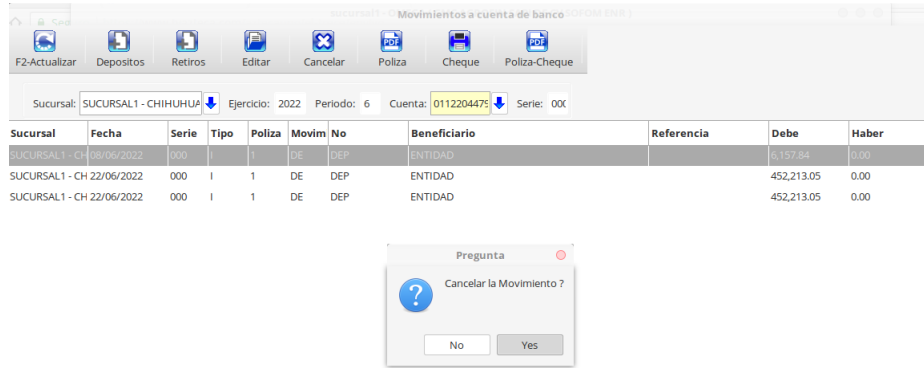 Movimientos a cuenta de banco
F2-Actualizar Depositos Retiros Editar Cancelar Poliza Cheque Poliza-Cheque
Sucursal: SUCURSAL1 - CHIHUHUA Ejercicio: 2022 Periodo: 6 Cuenta: 0112204479 Serie: 000
Sucursal Fecha Serie Tipo Poliza Movim No Beneficiario Referencia Debe Haber
SUCURSAL1 - CH 08/06/2022 000 I 1 DE DEP ENTIDAD 6,157.84 0.00
SUCURSAL1 - CH 22/06/2022 000 I 1 DE DEP ENTIDAD 452,213.05 0.00
SUCURSAL1 - CH 22/06/2022 000 I 1 DE DEP ENTIDAD 452,213.05 0.00
Pregunta
Cancelar la Movimiento ?
No Yes